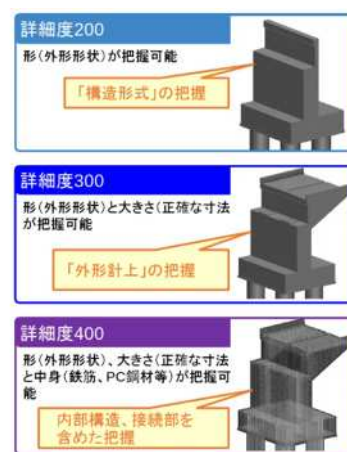 詳細度200
形（外形形状）が把握可能
「構造形式」の把握
詳細度300
形（外形形状）と大きさ（正確な寸法
が把握可能
「外形計上」の把握
詳細度400
形（外形形状）、大きさ（正確な寸法
と中身（鉄筋、PC鋼材等）が把握可
能
内部構造、接続部を
含めた把握